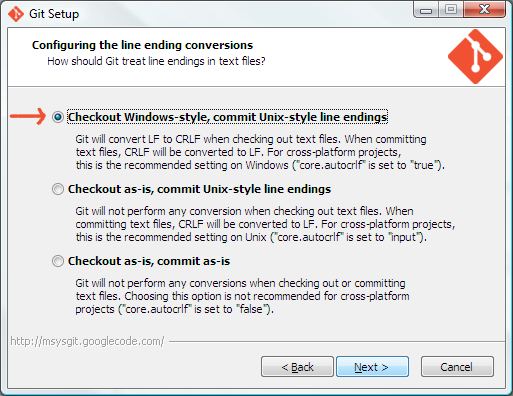 Git Setup
Configuring the line ending conversions
How should Git treat line endings in text files?
Checkout Windows-style, commit Unix-style line endings
Git will convert LF to CRLF when checking out text files. When committing
text files, CRLF will be converted to LF. For cross-platform projects,
this is the recommended setting on Windows ("core.autocrlf" is set to "true").
Checkout as-is, commit Unix-style line endings
Git will not perform any conversion when checking out text files. When
committing text files, CRLF will be converted to LF. For cross-platform projects,
this is the recommended setting on Unix ("core.autocrlf" is set to "input").
Checkout as-is, commit as-is
Git will not perform any conversions when checking out or committing
text files. Choosing this option is not recommended for cross-platform
projects ("core.autocrlf" is set to "false").
http://msysgit.googlecode.com/
< Back
Next >
Cancel